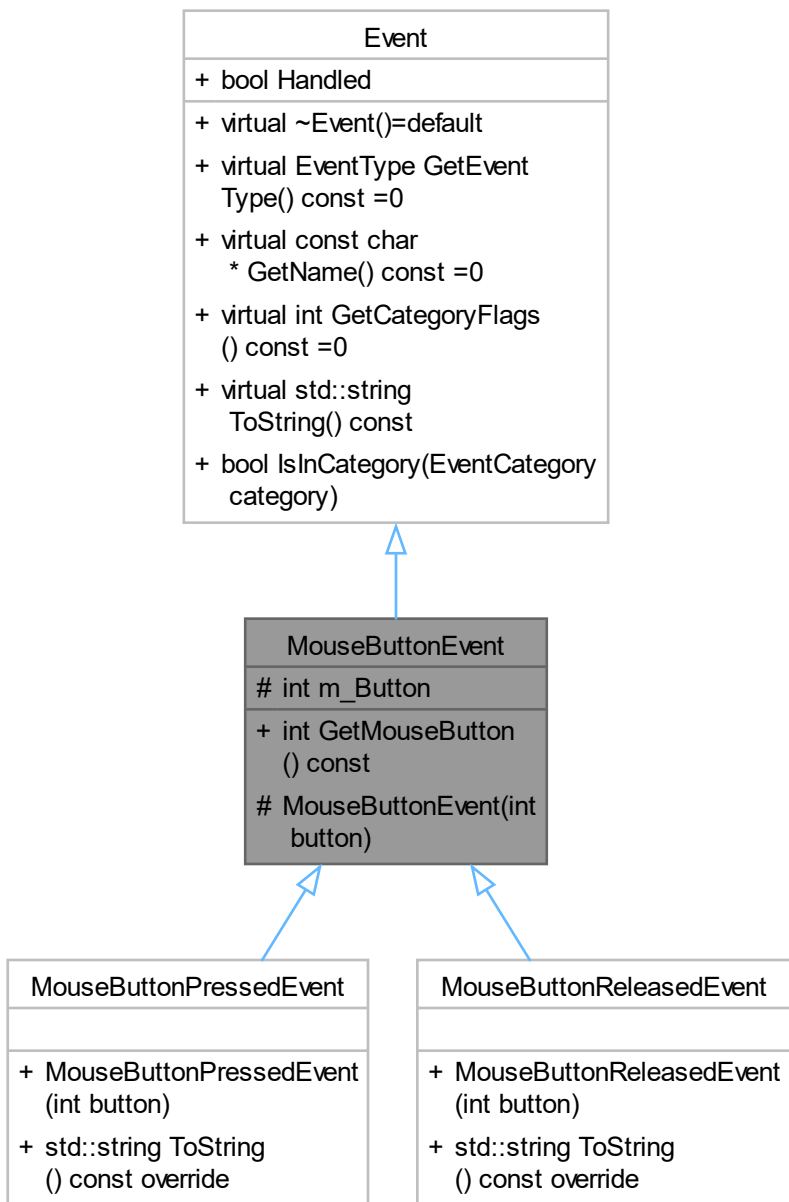 Event
+ bool Handled
+ virtual ~Event()=default
+ virtual EventType GetEvent
Type() const =0
+ virtual const char
* GetName() const =0
+ virtual int GetCategoryFlags
() const =0
+ virtual std::string
ToString() const
+ bool IsInCategory(EventCategory
category)
MouseButtonEvent
# int m_Button
+ int GetMouseButton
() const
# MouseButtonEvent(int
button)
MouseButtonPressedEvent
+ MouseButtonPressedEvent
(int button)
+ std::string ToString
() const override
MouseButtonReleasedEvent
+ MouseButtonReleasedEvent
(int button)
+ std::string ToString
() const override